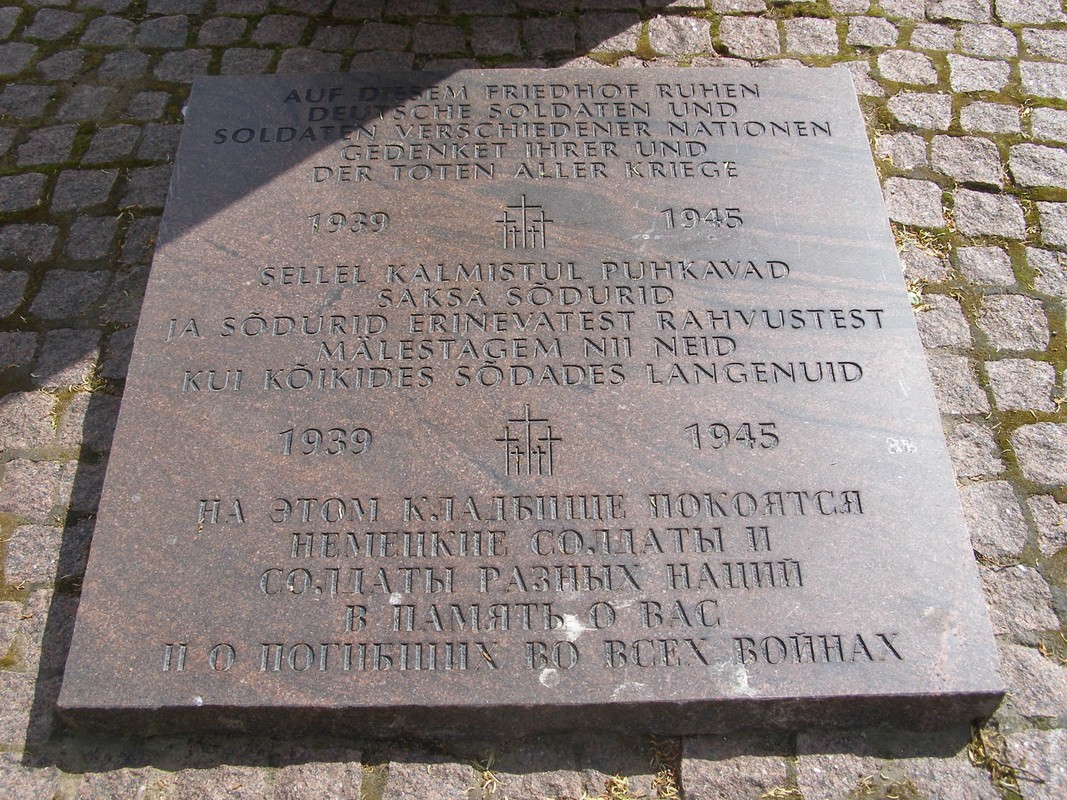 AUF DIESEM FRIEDHOF RUHEN
DEUTSCHE SOLDATEN UND
SOLDATEN VERSCHIEDENER NATIONEN
GEDENKET IHRER UND
DER TOTEN ALLER KRIEGE
1939 1945
SELLEL KALMISTUL PUHKAVAD
SAKSA SÕDURID
JA SÕDURID ERINEVATEST RAHVUSTEST
MÄLESTAGEM NII NEID
KUI KÕIKIDES SÕDADES LANGENUID
1939 1945
НА ЭТОМ КЛАДБИЩЕ ПОКОЯТСЯ
НЕМЕЦКИЕ СОЛДАТЫ И
СОЛДАТЫ РАЗНЫХ НАЦИЙ
В ПАМЯТЬ О ВАС
И О ПОГИБШИХ ВО ВСЕХ ВОЙНАХ